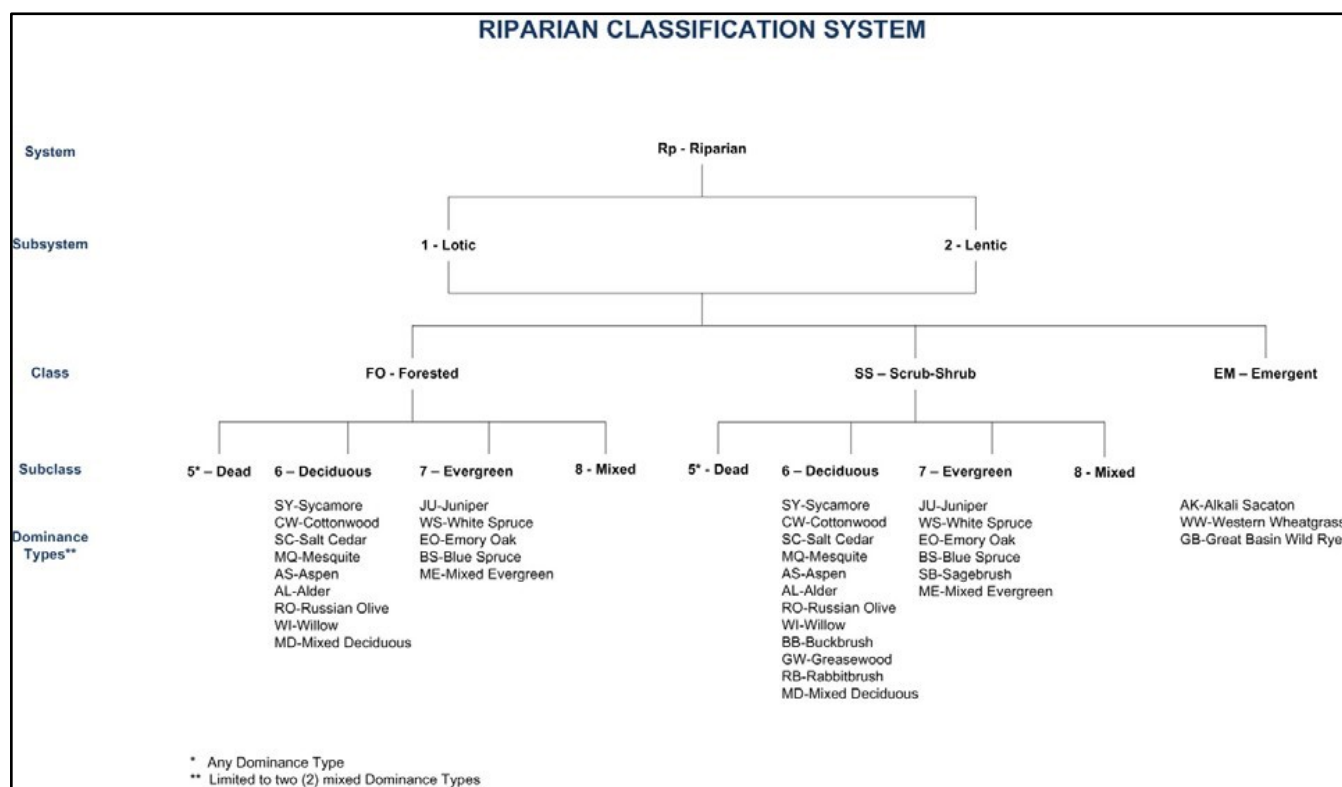 RIPARIAN CLASSIFICATION SYSTEM
System
Rp - Riparian
Subsystem
1 - Lotic
2 - Lentic
Class
FO - Forested
SS – Scrub-Shrub
EM – Emergent
Subclass
5* – Dead
6 – Deciduous
7 – Evergreen
8 - Mixed
5* - Dead
6 – Deciduous
7 – Evergreen
8 - Mixed
Dominance
Types**
SY-Sycamore
CW-Cottonwood
SC-Salt Cedar
MQ-Mesquite
AS-Aspen
AL-Alder
RO-Russian Olive
WI-Willow
MD-Mixed Deciduous
JU-Juniper
WS-White Spruce
EO-Emory Oak
BS-Blue Spruce
ME-Mixed Evergreen
SY-Sycamore
CW-Cottonwood
SC-Salt Cedar
MQ-Mesquite
AS-Aspen
AL-Alder
RO-Russian Olive
WI-Willow
BB-Buckbrush
GW-Greasewood
RB-Rabbitbrush
MD-Mixed Deciduous
JU-Juniper
WS-White Spruce
EO-Emory Oak
BS-Blue Spruce
SB-Sagebrush
ME-Mixed Evergreen
AK-Alkali Sacaton
WW-Western Wheatgrass
GB-Great Basin Wild Rye
* Any Dominance Type
** Limited to two (2) mixed Dominance Types